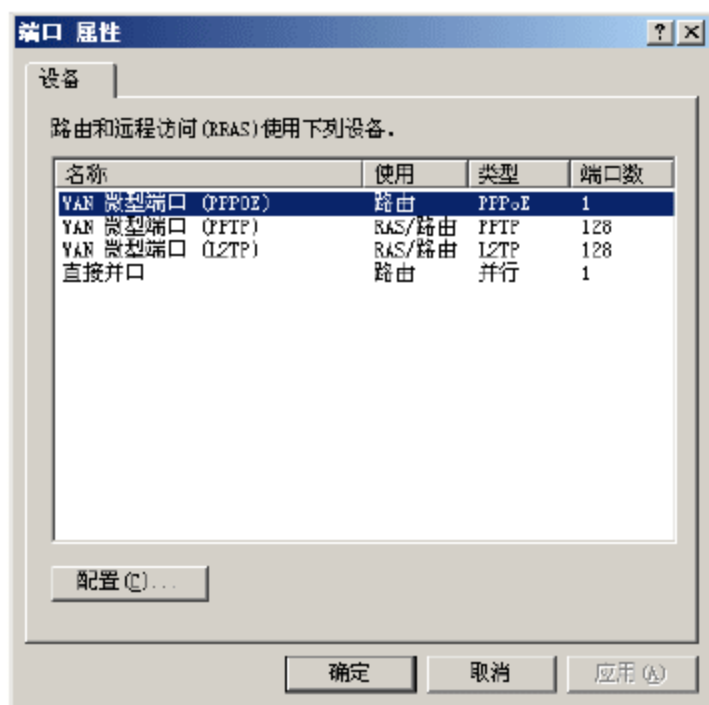 端口 属性
设备
路由和远程访问(RRAS)使用下列设备.
名称 使用 类型 端口数
WAN 微型端口 (PPPOE) 路由 PPPoE 1
WAN 微型端口 (PPTP) RAS/路由 PPTP 128
WAN 微型端口 (L2TP) RAS/路由 L2TP 128
直接并口 路由 并行 1
配置(C)...
确定 取消 应用(A)